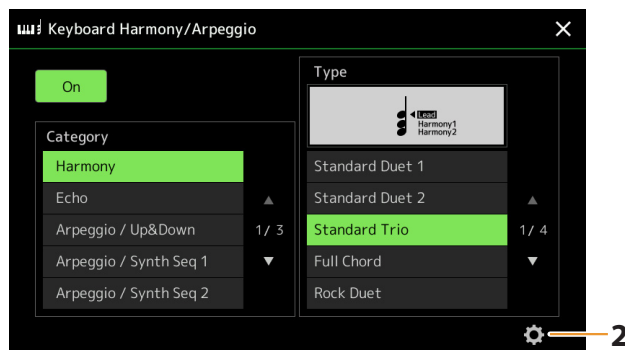 Keyboard Harmony/Arpeggio
On
Category
Harmony
Echo
Arpeggio / Up&Down
Arpeggio / Synth Seq 1
Arpeggio / Synth Seq 2
1/ 3
Type
Lead
Harmony1
Harmony2
Standard Duet 1
Standard Duet 2
Standard Trio
Full Chord
Rock Duet
1/ 4
2